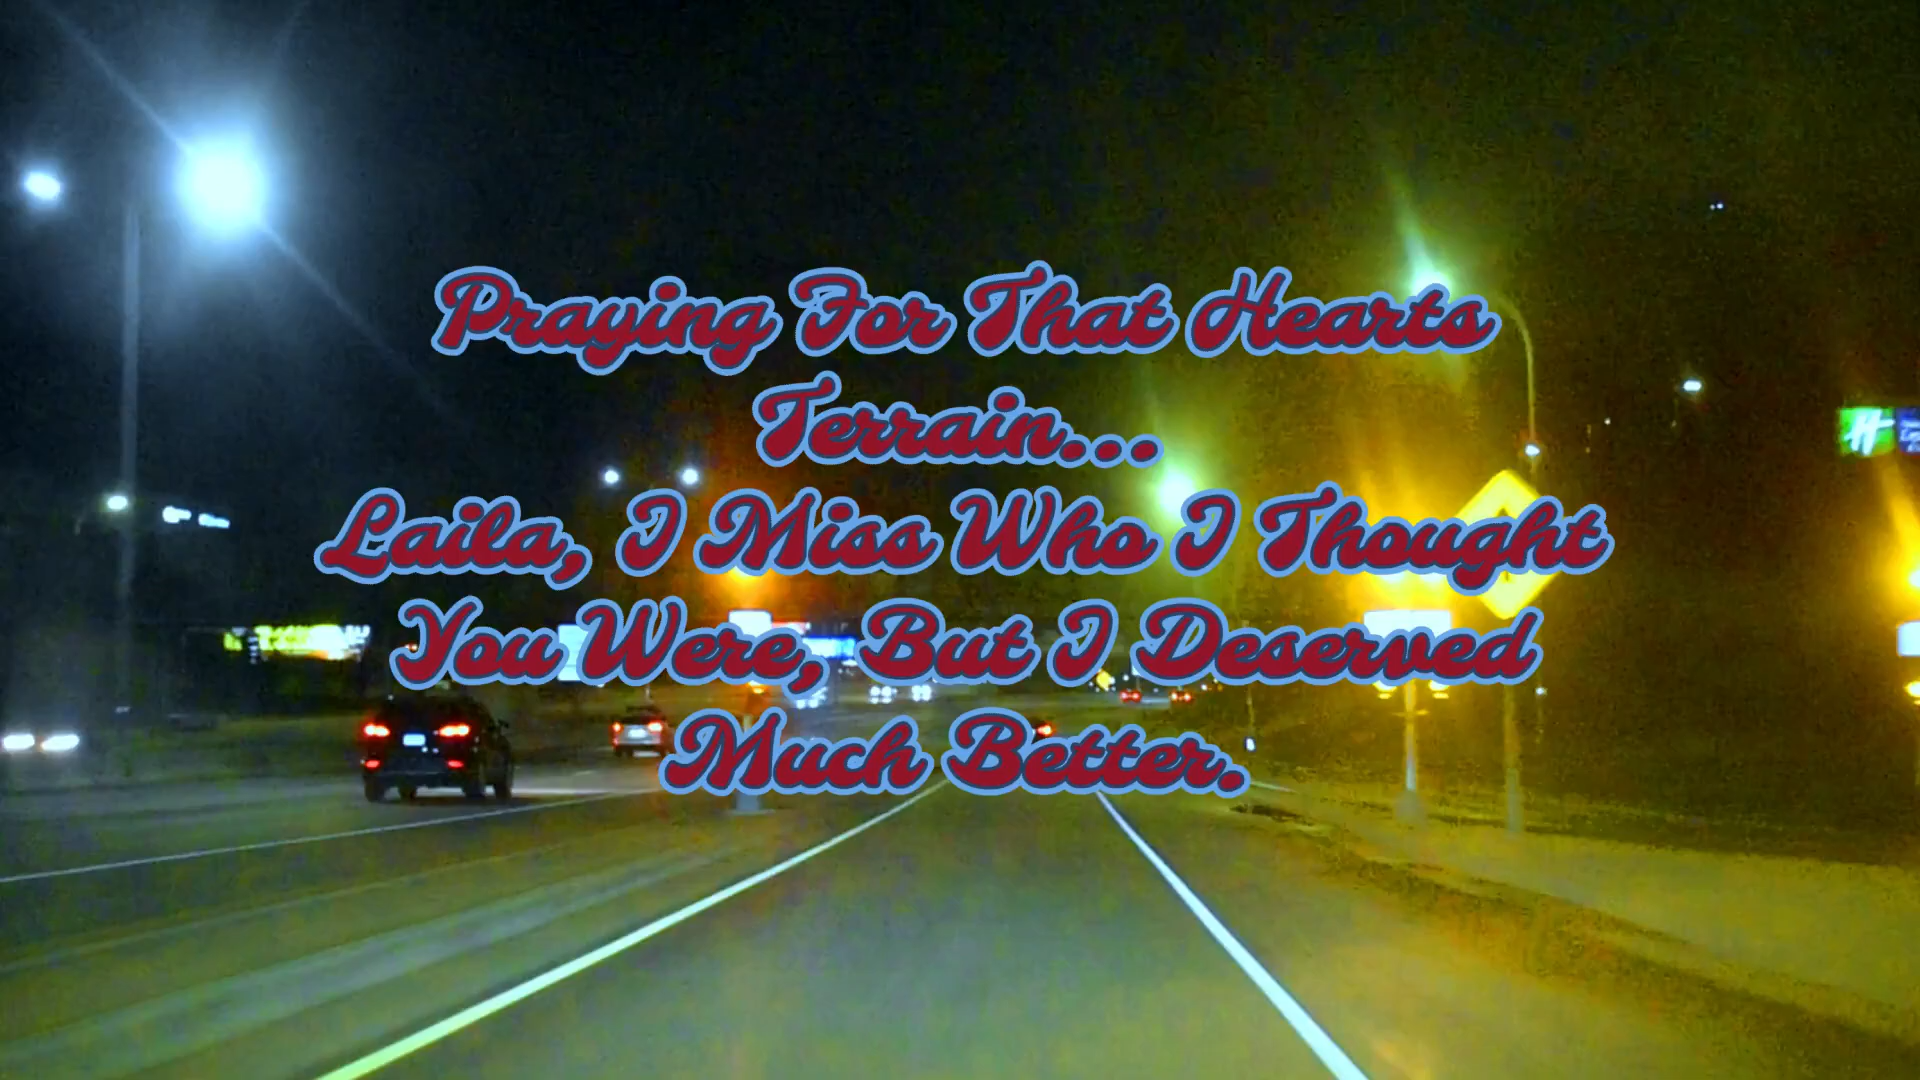 Praying For That Hearts
Terrain...
Laila, I Miss Who I Thought
You Were, But I Deserved
Much Better.
H